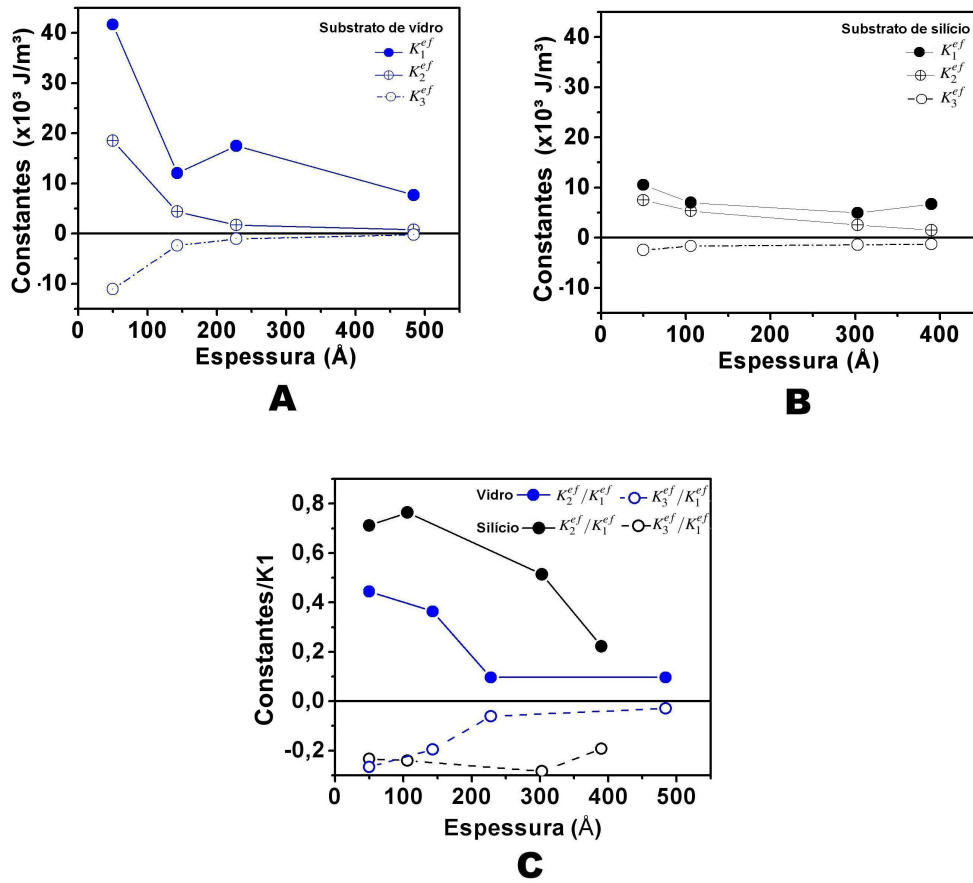 Substrato de vídro
K₁ᵉᶠ
K₂ᵉᶠ
K₃ᵉᶠ
Constantes (x10³ J/m³)
40
30
20
10
0
-10
0 100 200 300 400 500
Espessura (Å)
A
Substrato de silício
K₁ᵉᶠ
K₂ᵉᶠ
K₃ᵉᶠ
Constantes (x10³ J/m³)
40
30
20
10
0
-10
0 100 200 300 400
Espessura (Å)
B
Vidro K₂ᵉᶠ/K₁ᵉᶠ K₃ᵉᶠ/K₁ᵉᶠ
Silício K₂ᵉᶠ/K₁ᵉᶠ K₃ᵉᶠ/K₁ᵉᶠ
Constantes/K1
0,8
0,6
0,4
0,2
0,0
-0,2
0 100 200 300 400 500
Espessura (Å)
C